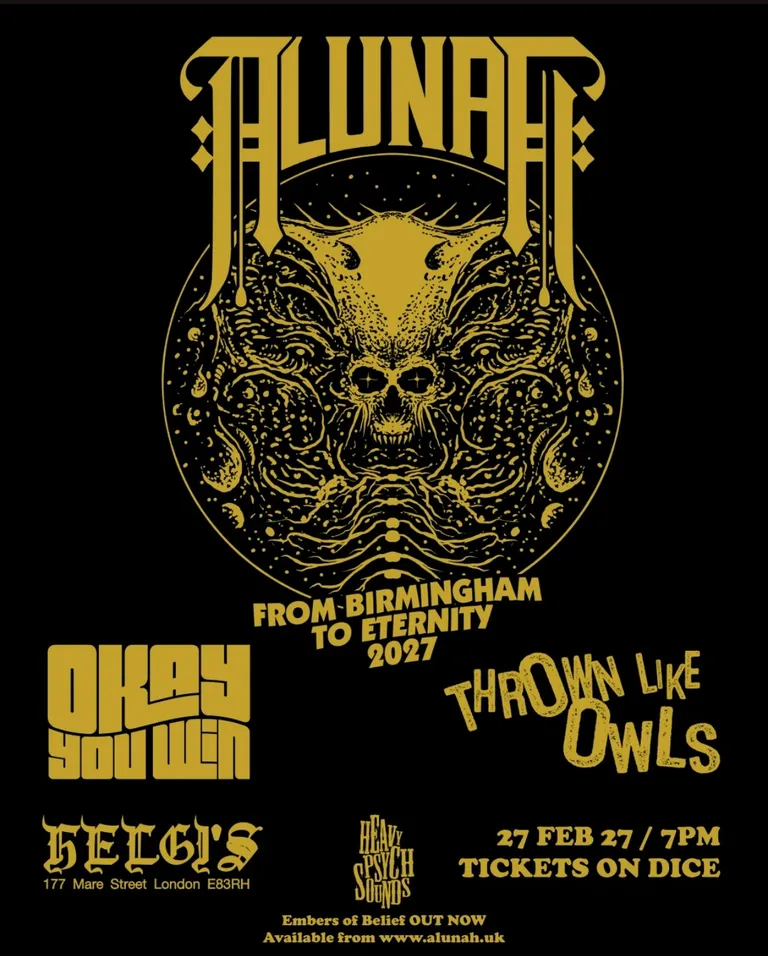 ALUNAH
FROM BIRMINGHAM
TO ETERNITY
2027
OKAY
YOU WIN
THROWN LIKE
OWLS
HELGI'S
177 Mare Street London E83RH
HEAVY
PSYCH
SOUNDS
27 FEB 27 / 7PM
TICKETS ON DICE
Embers of Belief OUT NOW
Available from www.alunah.uk